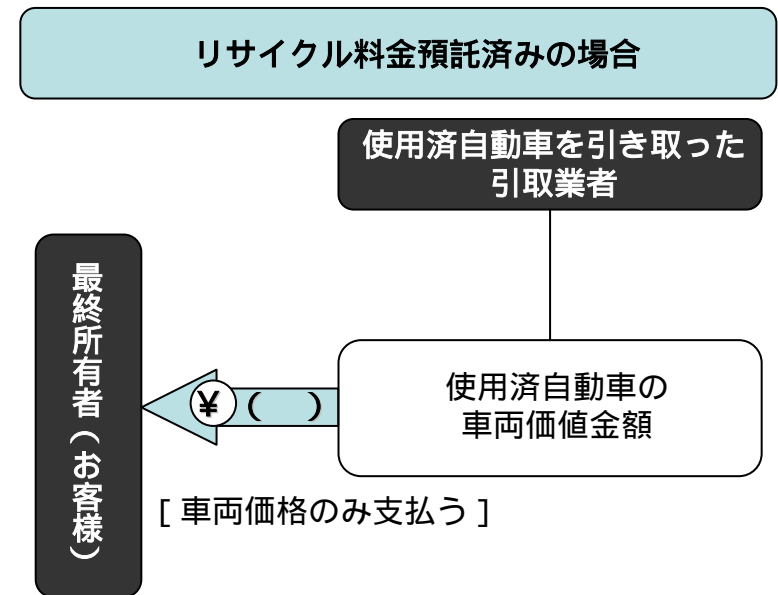 リサイクル料金預託済みの場合
使用済自動車を引き取った
引取業者
最終所有者（お客様）
使用済自動車の
車両価値金額
¥ （　）
[ 車両価格のみ支払う ]